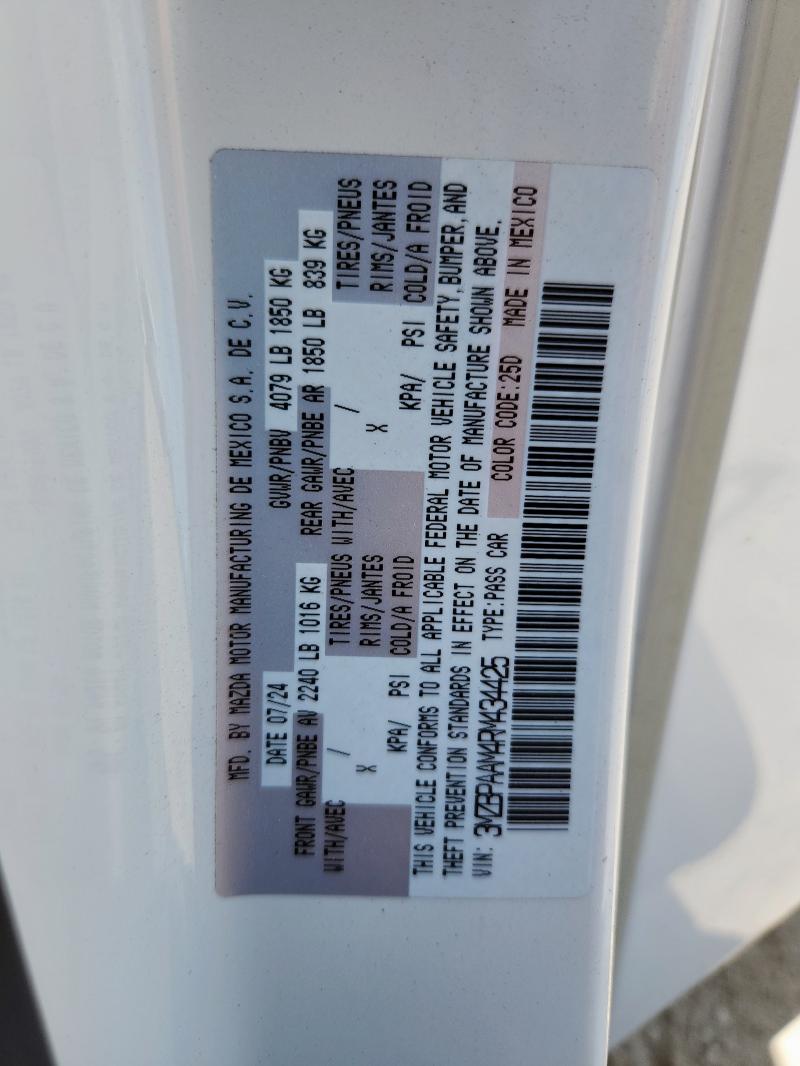 MFD. BY MAZDA MOTOR MANUFACTURING DE MEXICO S.A. DE C.V.
DATE 07/24 GVWR/PNBV 4079 LB 1850 KG
FRONT GAWR/PNBE AV 2240 LB 1016 KG REAR GAWR/PNBE AR 1850 LB 839 KG
WITH/AVEC / TIRES/PNEUS WITH/AVEC / TIRES/PNEUS
X RIMS/JANTES X RIMS/JANTES
KPA/ PSI COLD/A FROID KPA/ PSI COLD/A FROID
THIS VEHICLE CONFORMS TO ALL APPLICABLE FEDERAL MOTOR VEHICLE SAFETY, BUMPER, AND
THEFT PREVENTION STANDARDS IN EFFECT ON THE DATE OF MANUFACTURE SHOWN ABOVE.
VIN: 3MZBPAAM4RM434425 TYPE:PASS CAR COLOR CODE:25D MADE IN MEXICO